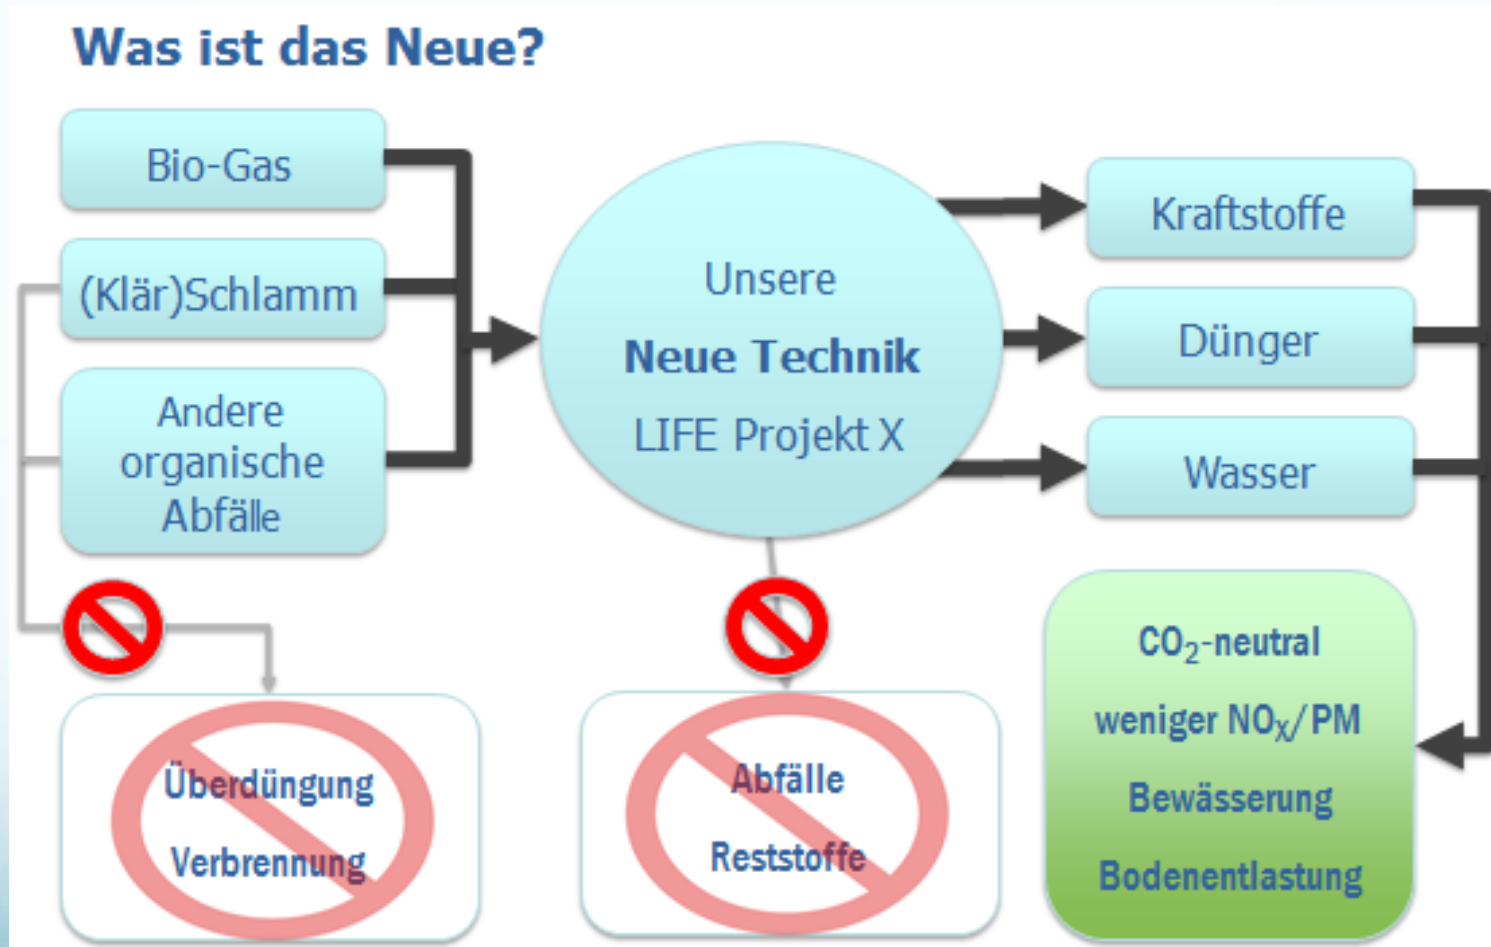 Was ist das Neue?
Bio-Gas
(Klär)Schlamm
Andere
organische
Abfälle
Unsere
Neue Technik
LIFE Projekt X
Kraftstoffe
Dünger
Wasser
Überdüngung
Verbrennung
Abfälle
Reststoffe
CO₂-neutral
weniger NOₓ/PM
Bewässerung
Bodenentlastung